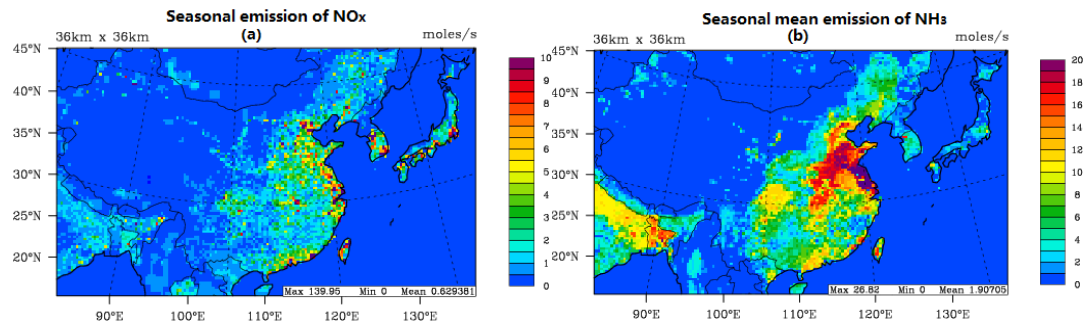 Seasonal emission of NOx
(a)
36km x 36km
moles/s
45°N
40°N
35°N
30°N
25°N
20°N
90°E
100°E
110°E
120°E
130°E
Max 139.95 Min 0 Mean 0.629381
10
9
8
7
6
5
4
3
2
1
0
Seasonal mean emission of NH₃
(b)
36km x 36km
moles/s
45°N
40°N
35°N
30°N
25°N
20°N
90°E
100°E
110°E
120°E
130°E
Max 26.82 Min 0 Mean 1.90705
20
18
16
14
12
10
8
6
4
2
0